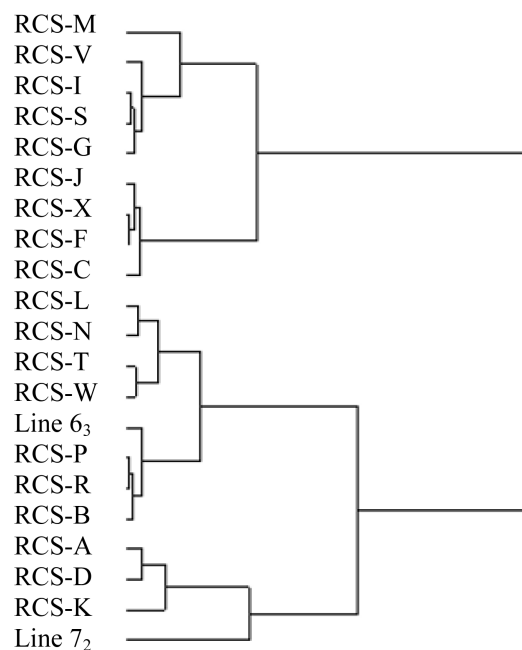 RCS-M
RCS-V
RCS-I
RCS-S
RCS-G
RCS-J
RCS-X
RCS-F
RCS-C
RCS-L
RCS-N
RCS-T
RCS-W
Line 6₃
RCS-P
RCS-R
RCS-B
RCS-A
RCS-D
RCS-K
Line 7₂